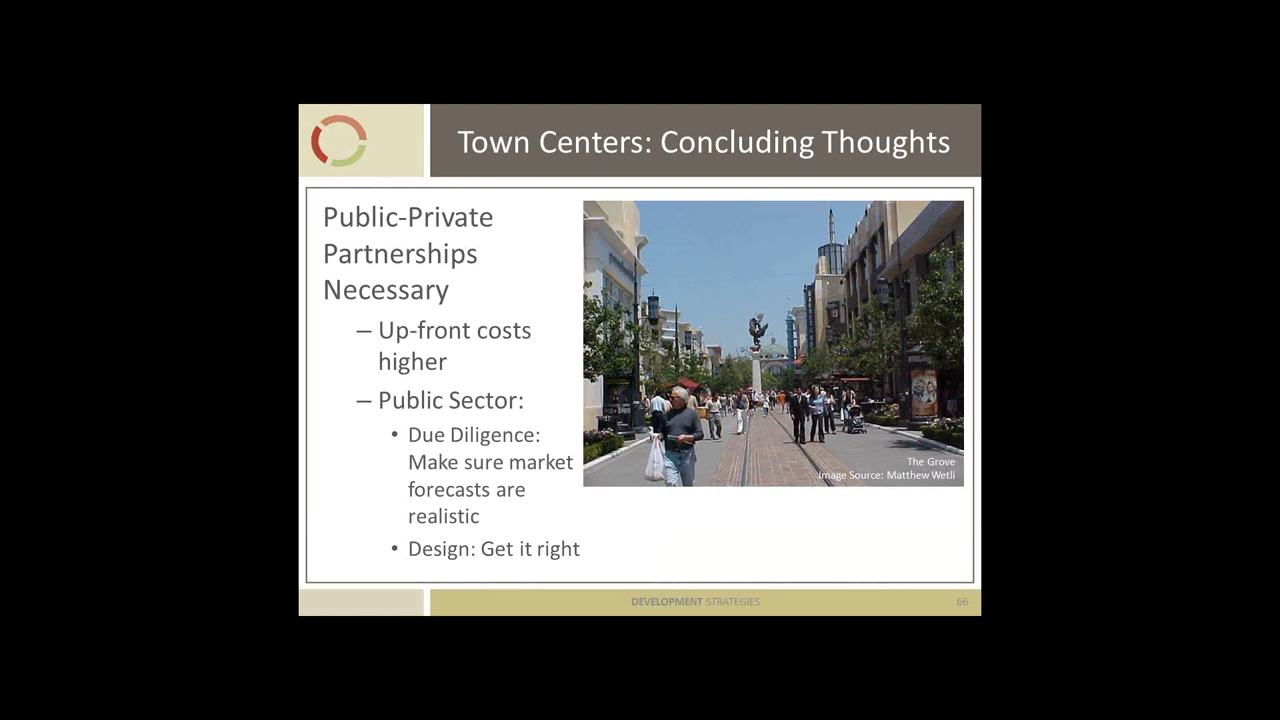 Town Centers: Concluding Thoughts
Public-Private
Partnerships
Necessary
– Up-front costs
higher
– Public Sector:
• Due Diligence:
Make sure market
forecasts are
realistic
• Design: Get it right
The Grove
Image Source: Matthew Wetli
DEVELOPMENT STRATEGIES
66